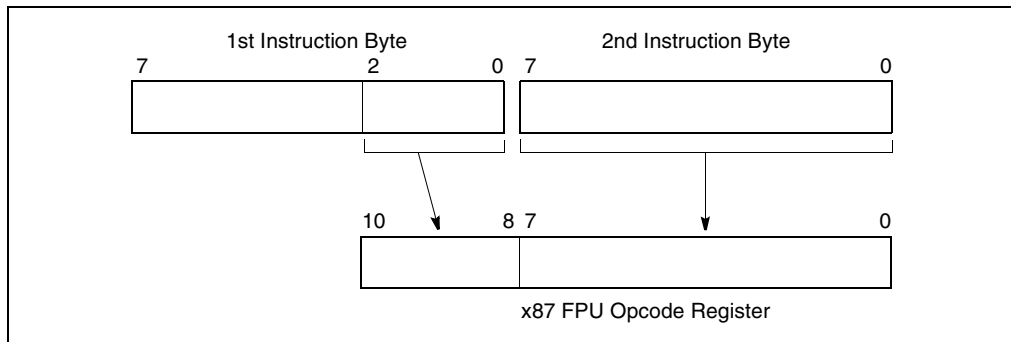 1st Instruction Byte 2nd Instruction Byte
7 2 0 7 0
10 8 7 0
x87 FPU Opcode Register